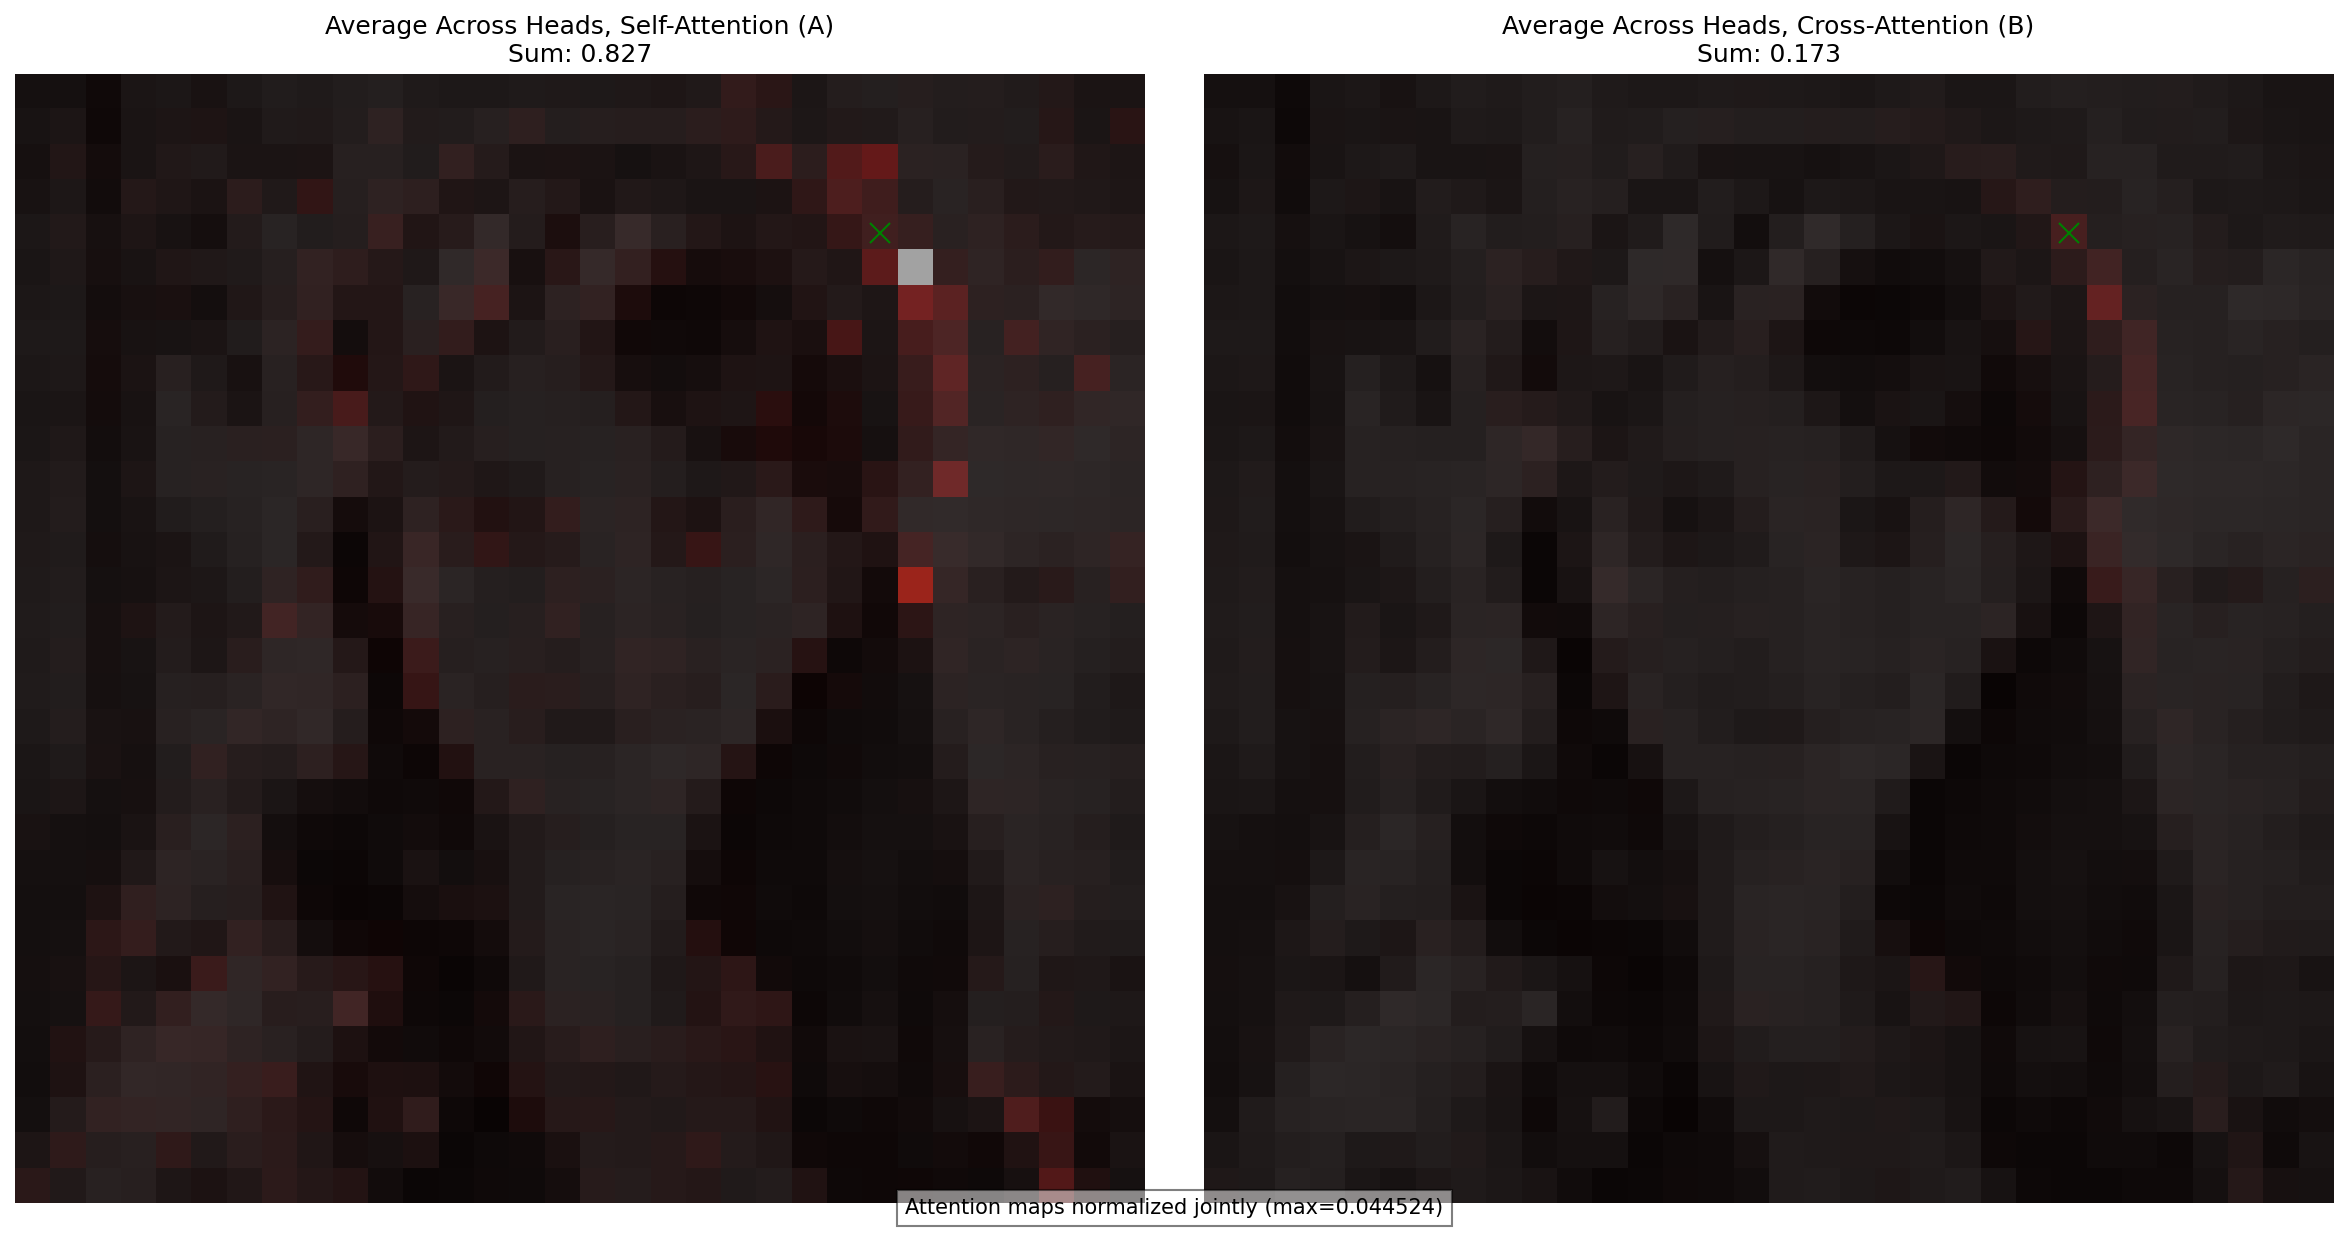 Average Across Heads, Self-Attention (A)
Sum: 0.827
Average Across Heads, Cross-Attention (B)
Sum: 0.173
Attention maps normalized jointly (max=0.044524)